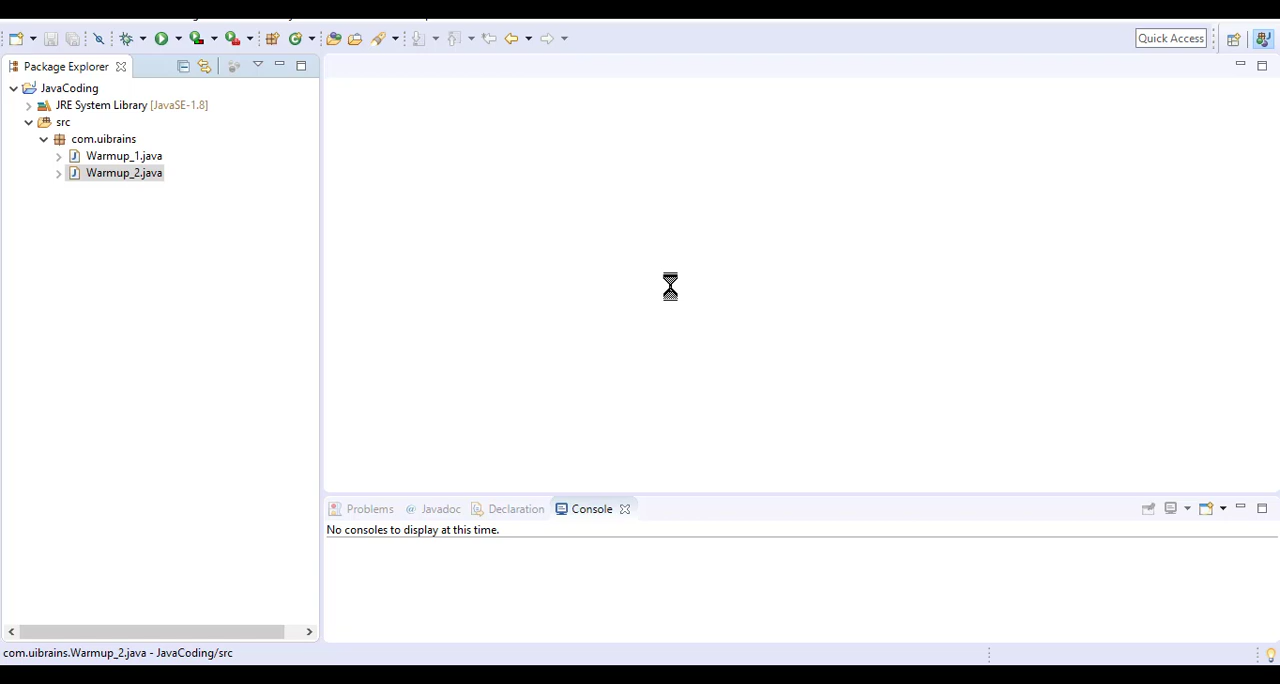 Quick Access
Package Explorer
JavaCoding
JRE System Library [JavaSE-1.8]
src
com.uibrains
Warmup_1.java
Warmup_2.java
Problems
Javadoc
Declaration
Console
No consoles to display at this time.
com.uibrains.Warmup_2.java - JavaCoding/src